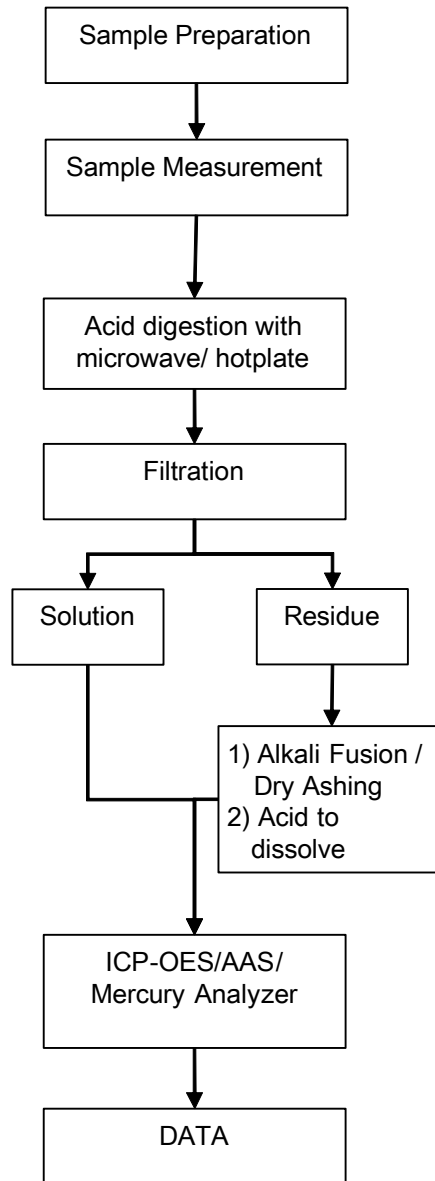 Sample Preparation
Sample Measurement
Acid digestion with
microwave/ hotplate
Filtration
Solution
Residue
1) Alkali Fusion /
Dry Ashing
2) Acid to
dissolve
ICP-OES/AAS/
Mercury Analyzer
DATA